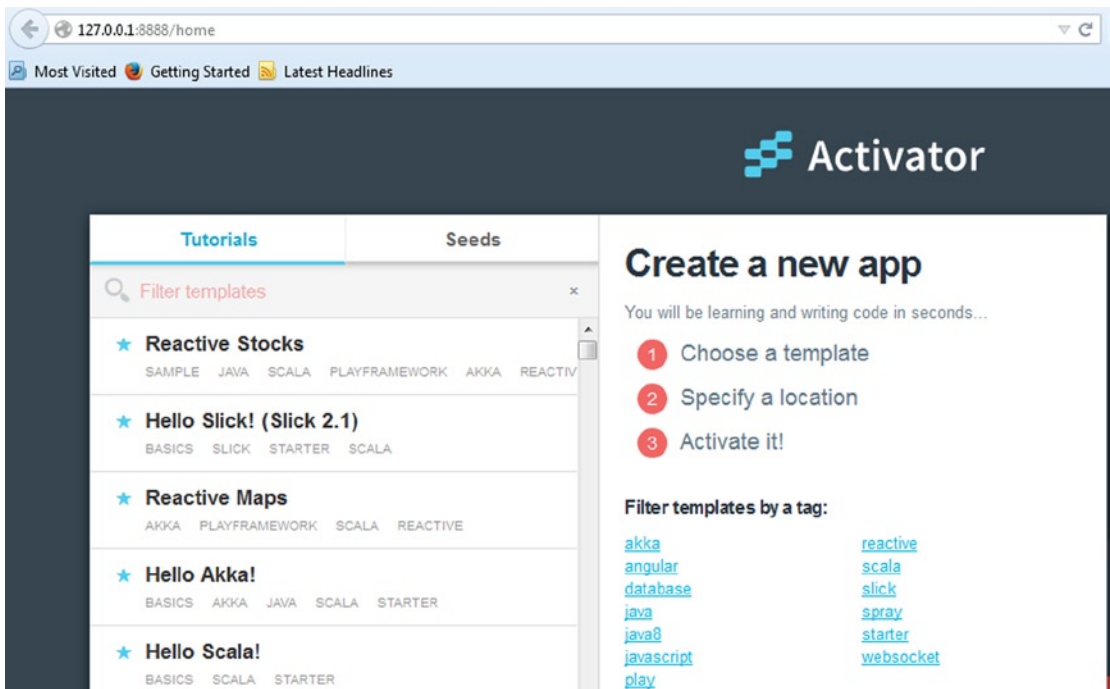 127.0.0.1:8888/home
Most Visited Getting Started Latest Headlines
Activator
Tutorials Seeds
Filter templates ×
Reactive Stocks
SAMPLE JAVA SCALA PLAYFRAMEWORK AKKA REACTIV
Hello Slick! (Slick 2.1)
BASICS SLICK STARTER SCALA
Reactive Maps
AKKA PLAYFRAMEWORK SCALA REACTIVE
Hello Akka!
BASICS AKKA JAVA SCALA STARTER
Hello Scala!
BASICS SCALA STARTER
Create a new app
You will be learning and writing code in seconds...
1 Choose a template
2 Specify a location
3 Activate it!
Filter templates by a tag:
akka
angular
database
java
java8
javascript
play
reactive
scala
slick
spray
starter
websocket